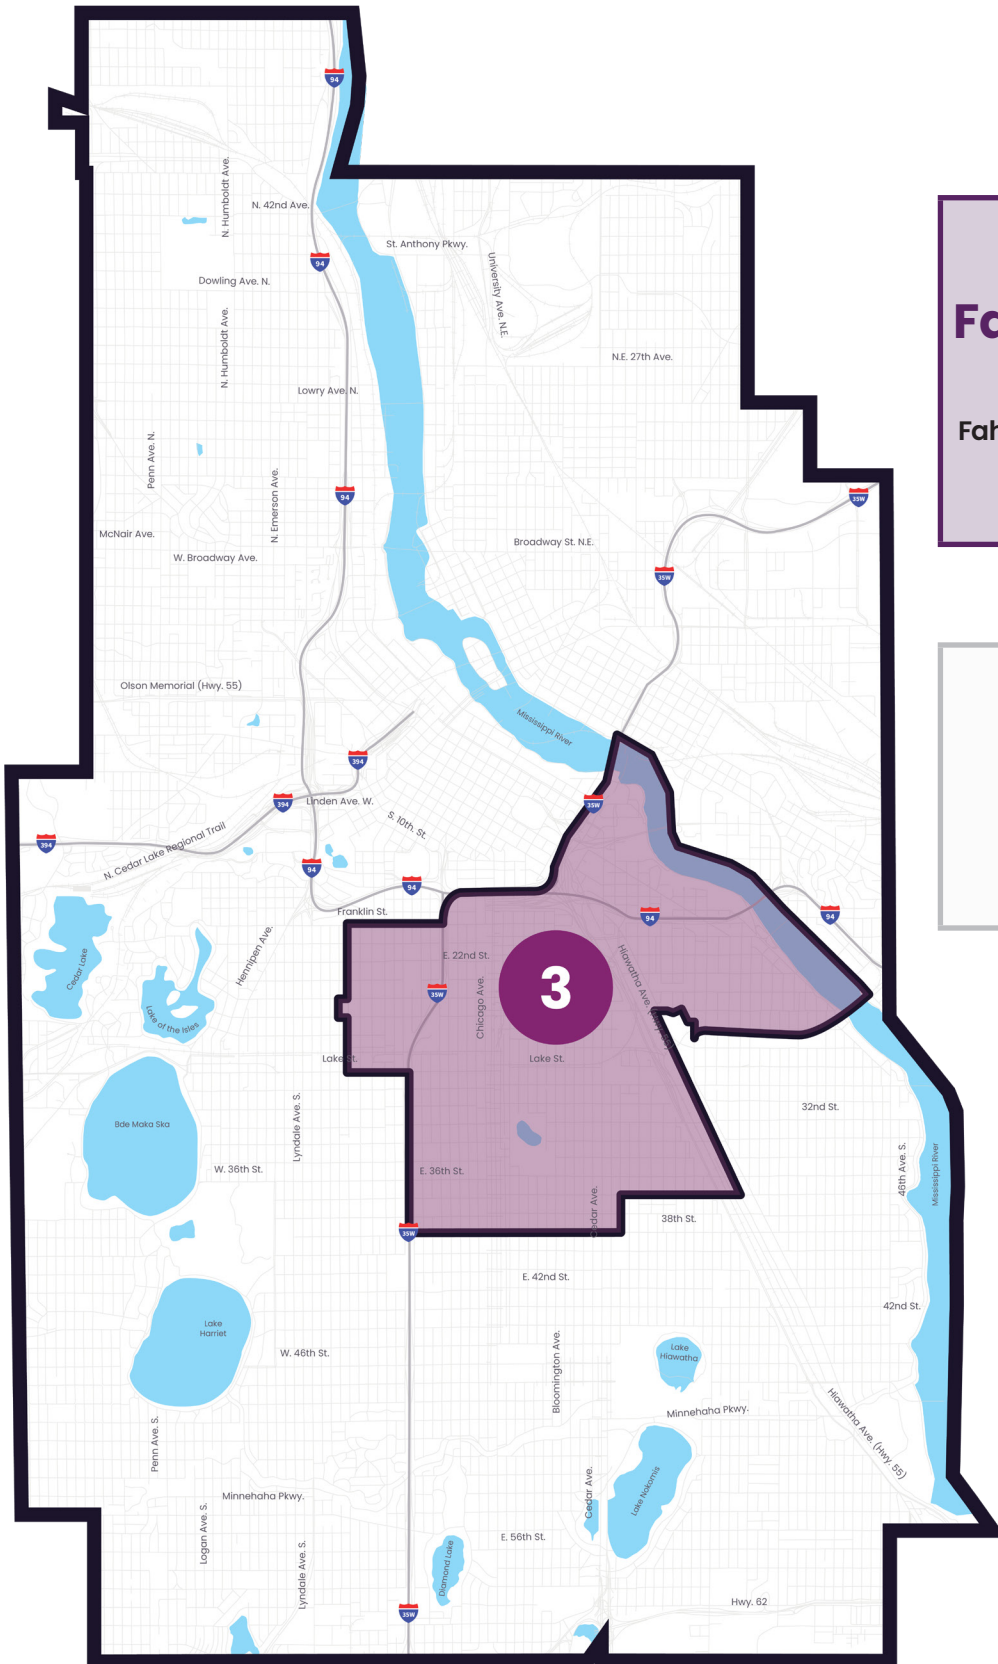 94
N. Humboldt Ave.
N. 42nd Ave.
St. Anthony Pkwy.
94
University Ave. N.E.
Dowling Ave. N.
Fa
N. Humboldt Ave.
N.E. 27th Ave.
Lowry Ave. N.
Fah
Penn Ave. N.
94
35W
N. Emerson Ave.
McNair Ave.
Broadway St. N.E.
W. Broadway Ave.
35W
Olson Memorial (Hwy. 55)
Mississippi River
394
394
Linden Ave. W.
35W
S. 10th. St.
394
N. Cedar Lake Regional Trail
94
94
Franklin St.
94
94
Hennipen Ave.
E. 22nd St.
Cedar Lake
35W
Chicago Ave.
3
Hiawatha Ave.
Lake of the Isles
Lake St.
Lake St.
Bde Maka Ska
Lyndale Ave. S.
32nd St.
W. 36th St.
E. 36th St.
46th Ave. S.
Mississippi River
Cedar Ave.
38th St.
35W
E. 42nd St.
42nd St.
Lake
Harriet
W. 46th St.
Bloomington Ave.
Lake
Hiawatha
Minnehaha Pkwy.
Hiawatha Ave. (Hwy. 55)
Penn Ave. S.
Minnehaha Pkwy.
Cedar Ave.
Lake Nokomis
Logan Ave. S.
E. 56th St.
Lyndale Ave. S.
Diamond Lake
35W
Hwy. 62